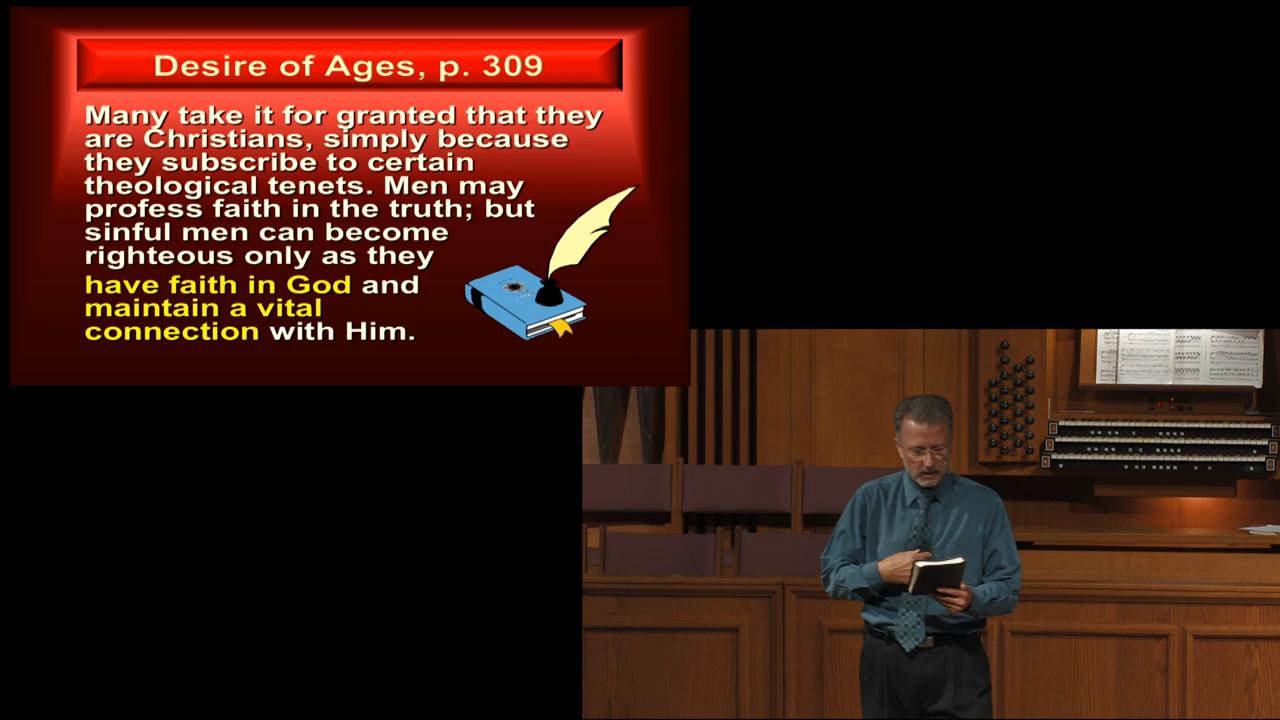 Desire of Ages, p. 309
Many take it for granted that they
are Christians, simply because
they subscribe to certain
theological tenets. Men may
profess faith in the truth; but
sinful men can become
righteous only as they
have faith in God and
maintain a vital
connection with Him.